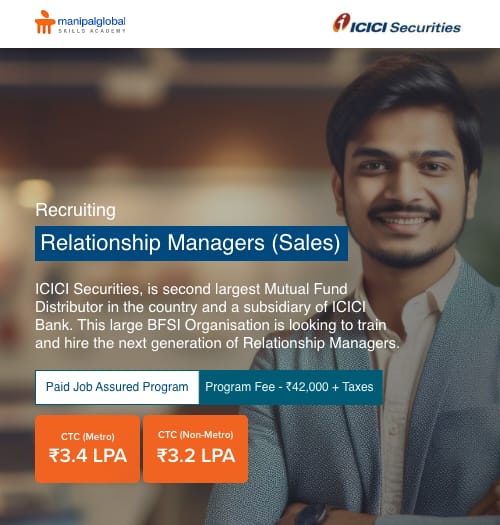 manipalglobal
SKILLS ACADEMY
ICICI Securities
Recruiting
Relationship Managers (Sales)
ICICI Securities, is second largest Mutual Fund
Distributor in the country and a subsidiary of ICICI
Bank. This large BFSI Organisation is looking to train
and hire the next generation of Relationship Managers.
Paid Job Assured Program
Program Fee - ₹42,000 + Taxes
CTC (Metro)
₹3.4 LPA
CTC (Non-Metro)
₹3.2 LPA